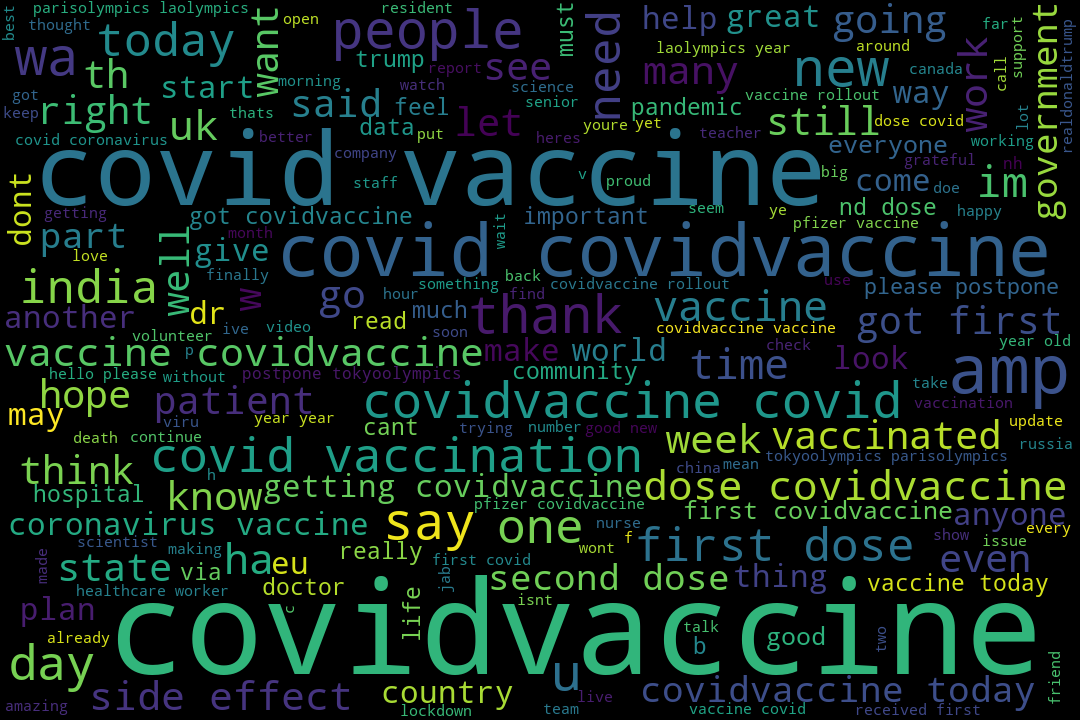 best
parisolympics laolympics
open
resident
thought
want
people
must
need
help
great
going
fart
government
wa
today
trump
see
laolympics year
around
support
realdonaldtrump
th
start
morning
report
many
new
work
canada
call
got
watch
science
keep
right
thats
said
feel
senior
pandemic
vaccine rollout
way
lot
uk
data
put
let
youre yet
still
dose covid
covid coronavirus
better
heres
teacher
everyone
working
covid vaccine
company
grateful
nh
dont
staff
v
proud
big
come
doe
im
getting
got covidvaccine
important
seem
ye
nd dose
happy
part
well
month
wait
pfizer vaccine
love
give
covid covidvaccine
finally
back
india
w
go
hour
something
covidvaccine rollout
use
please postpone
another
dr
much
find
thank
vaccine
got first
volunteer
ive
video
read
soon
covidvaccine vaccine
check
year old
vaccine covidvaccine
p
make
world
time
look
amp
hello please
without
postpone tokyoolympics
community
take
hope
patient
covidvaccine covid
vaccination
may
viru
year year
cant
trying
number
good new
week
vaccinated
update
death
continue
covid vaccination
china
mean
tokyoolympics parisolympics
russia
think
h
hospital
know
getting covidvaccine
dose covidvaccine
pfizer covidvaccine
first covidvaccine
anyone
coronavirus vaccine
say
one
nurse
f
first dose
show
issue
every
scientist
making
ha
really
wont
even
made
state
via
eu
first covid
jab
second dose
thing
vaccine today
healthcare worker
doctor
life
isnt
plan
c
covidvaccine
already
talk
b
good
two
day
u
friend
amazing
side effect
country
live
covidvaccine today
lockdown
team
vaccine covid
received first